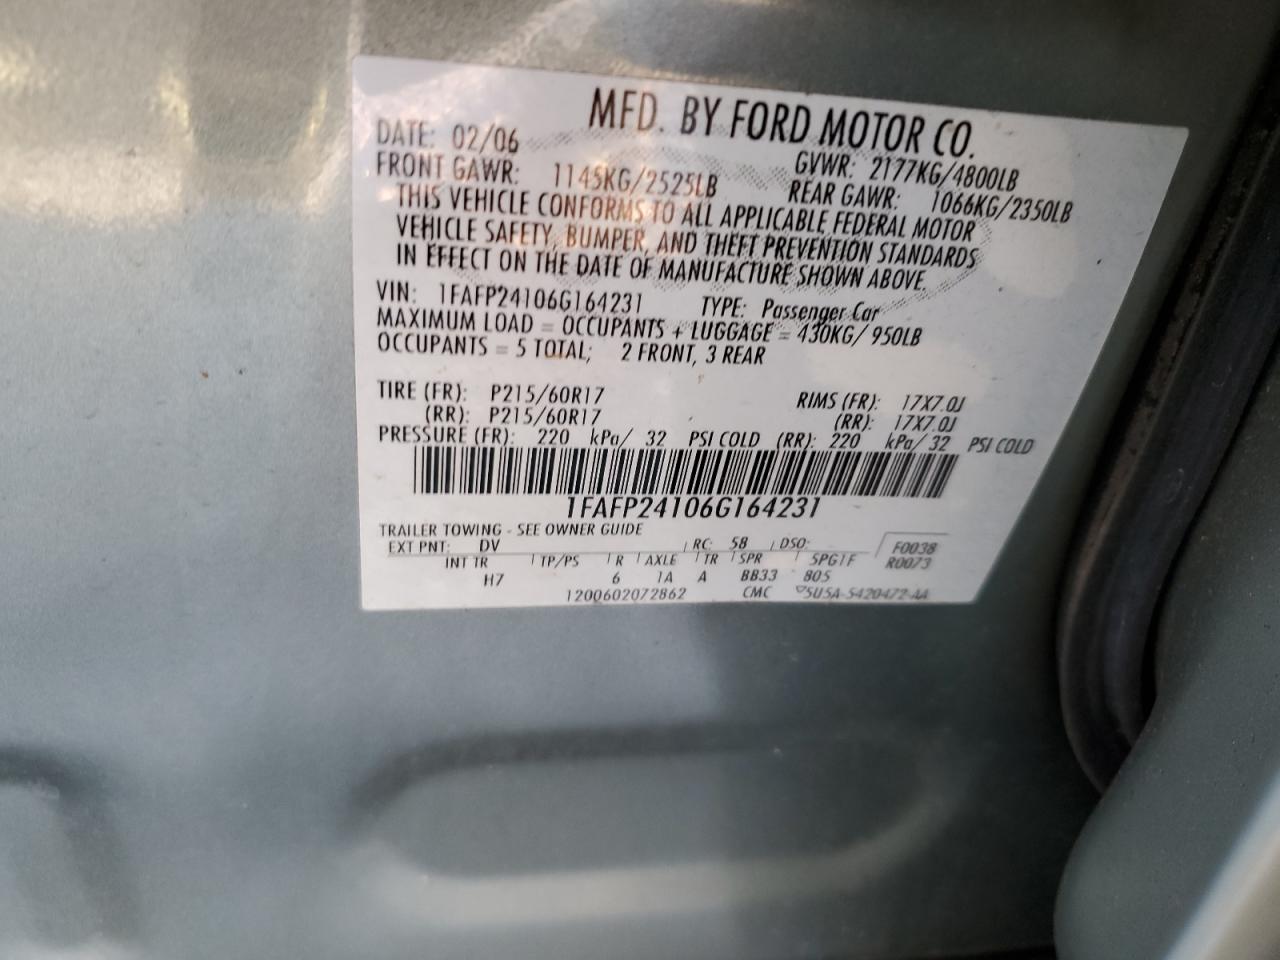 MFD. BY FORD MOTOR CO.
DATE: 02/06 GVWR: 2177KG/4800LB
FRONT GAWR: 1145KG/2525LB REAR GAWR: 1066KG/2350LB
THIS VEHICLE CONFORMS TO ALL APPLICABLE FEDERAL MOTOR
VEHICLE SAFETY, BUMPER, AND THEFT PREVENTION STANDARDS
IN EFFECT ON THE DATE OF MANUFACTURE SHOWN ABOVE.
VIN: 1FAFP24106G164231 TYPE: Passenger Car
MAXIMUM LOAD = OCCUPANTS + LUGGAGE = 430KG/ 950LB
OCCUPANTS = 5 TOTAL; 2 FRONT, 3 REAR
TIRE (FR): P215/60R17 RIMS (FR): 17X7.0J
(RR): P215/60R17 (RR): 17X7.0J
PRESSURE (FR): 220 kPa/ 32 PSI COLD (RR): 220 kPa/ 32 PSI COLD
1FAFP24106G164231
TRAILER TOWING - SEE OWNER GUIDE
EXT PNT: DV RC: 58 DSO: F0038
INT TR TP/PS R AXLE TR SPR SPGTF R0073
H7 6 1A A BB33 805
1200602072862 CMC 5U5A-5420472-AA